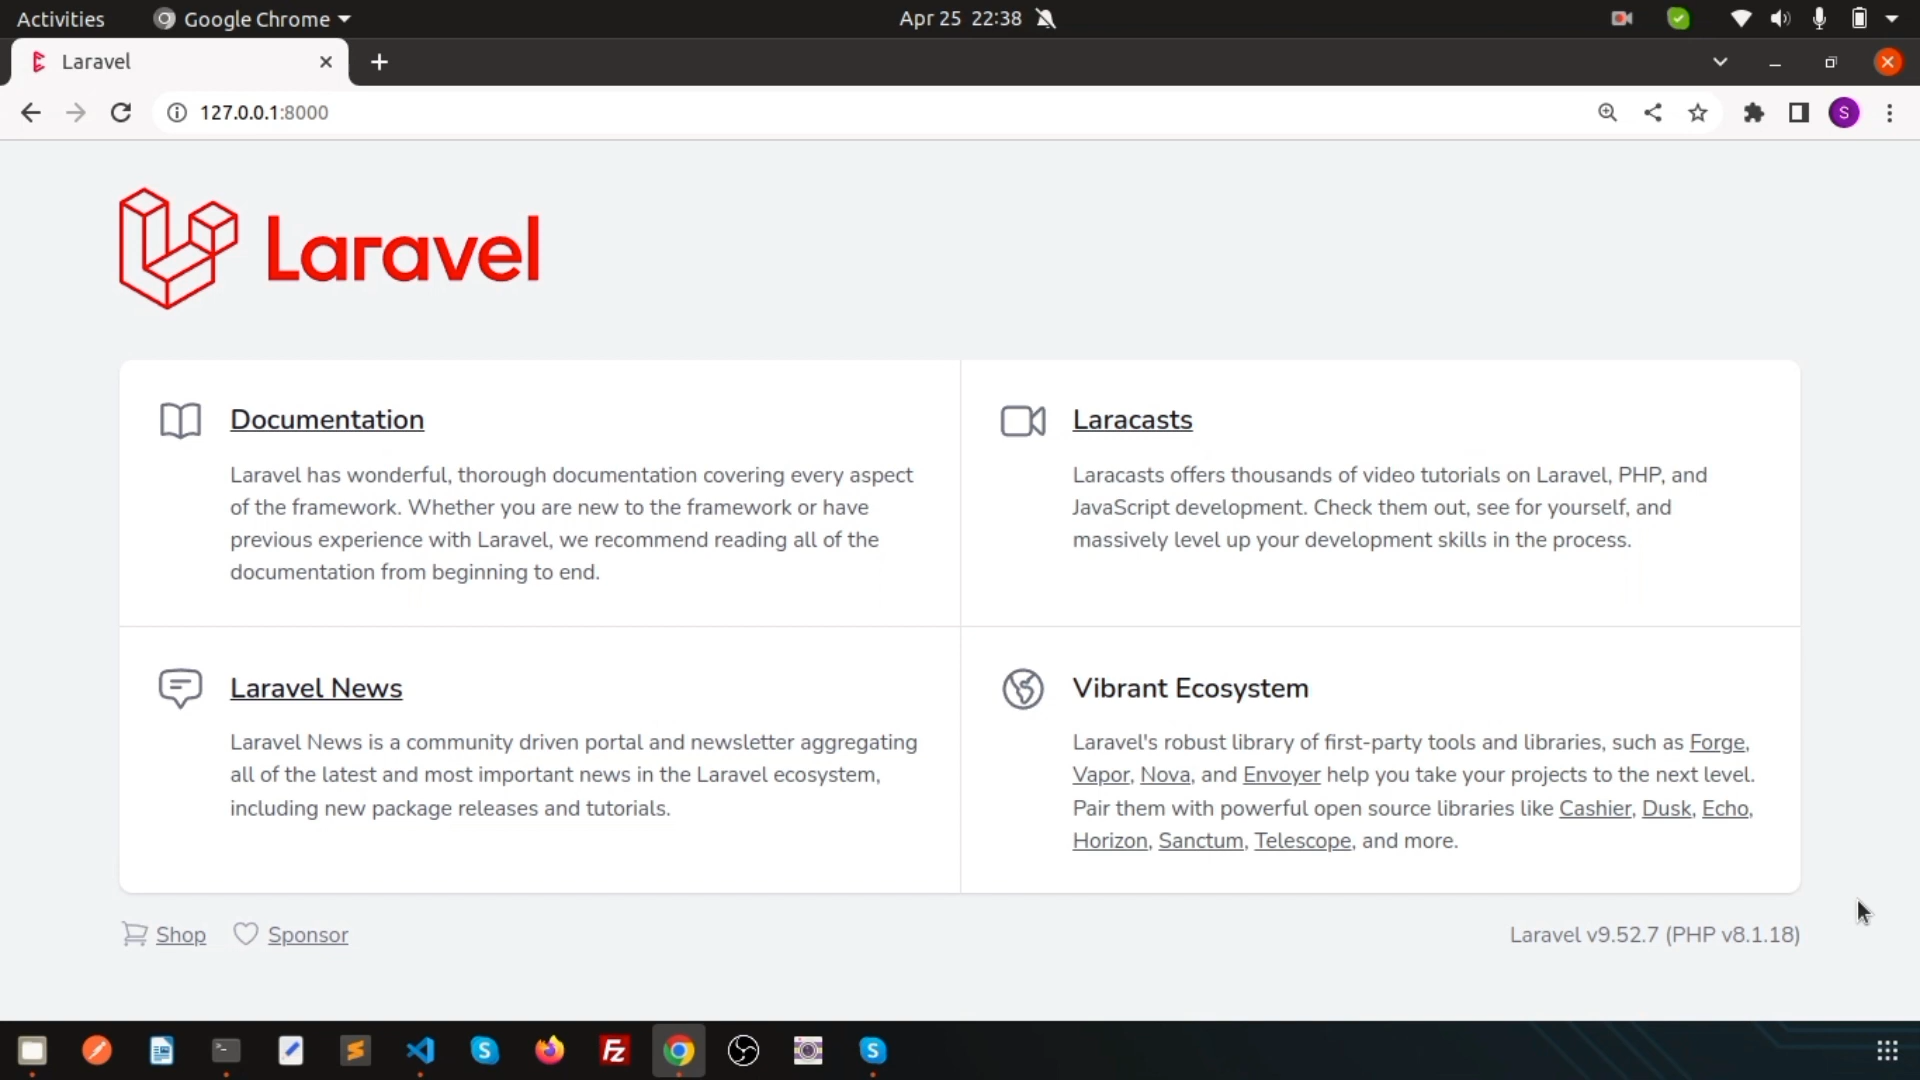 Activities
Google Chrome
Apr 25 22:38
Laravel
127.0.0.1:8000
S
Laravel
Documentation
Laravel has wonderful, thorough documentation covering every aspect
of the framework. Whether you are new to the framework or have
previous experience with Laravel, we recommend reading all of the
documentation from beginning to end.
Laracasts
Laracasts offers thousands of video tutorials on Laravel, PHP, and
JavaScript development. Check them out, see for yourself, and
massively level up your development skills in the process.
Laravel News
Laravel News is a community driven portal and newsletter aggregating
all of the latest and most important news in the Laravel ecosystem,
including new package releases and tutorials.
Vibrant Ecosystem
Laravel's robust library of first-party tools and libraries, such as Forge,
Vapor, Nova, and Envoyer help you take your projects to the next level.
Pair them with powerful open source libraries like Cashier, Dusk, Echo,
Horizon, Sanctum, Telescope, and more.
Shop
Sponsor
Laravel v9.52.7 (PHP v8.1.18)